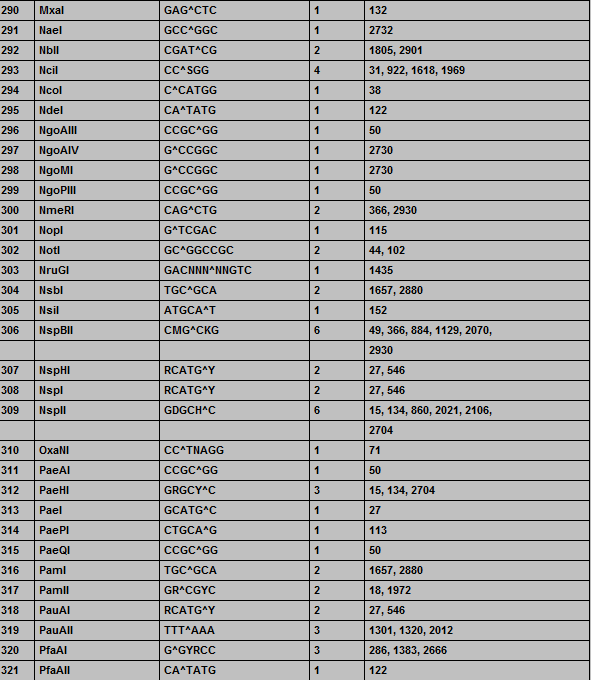 290 MxaI GAG^CTC 1 132
291 NaeI GCC^GGC 1 2732
292 NblI CGAT^CG 2 1805, 2901
293 NciI CC^SGG 4 31, 922, 1618, 1969
294 NcoI C^CATGG 1 38
295 NdeI CA^TATG 1 122
296 NgoAIII CCGC^GG 1 50
297 NgoAIV G^CCGGC 1 2730
298 NgoMI G^CCGGC 1 2730
299 NgoPIII CCGC^GG 1 50
300 NmeRI CAG^CTG 2 366, 2930
301 NopI G^TCGAC 1 115
302 NotI GC^GGCCGC 2 44, 102
303 NruGI GACNNN^NNGTC 1 1435
304 NsbI TGC^GCA 2 1657, 2880
305 NsiI ATGCA^T 1 152
306 NspBII CMG^CKG 6 49, 366, 884, 1129, 2070,
2930
307 NspHI RCATG^Y 2 27, 546
308 NspI RCATG^Y 2 27, 546
309 NspII GDGCH^C 6 15, 134, 860, 2021, 2106,
2704
310 OxaNI CC^TNAGG 1 71
311 PaeAI CCGC^GG 1 50
312 PaeHI GRGCY^C 3 15, 134, 2704
313 PaeI GCATG^C 1 27
314 PaePI CTGCA^G 1 113
315 PaeQI CCGC^GG 1 50
316 PamI TGC^GCA 2 1657, 2880
317 PamII GR^CGYC 2 18, 1972
318 PauAI RCATG^Y 2 27, 546
319 PauAII TTT^AAA 3 1301, 1320, 2012
320 PfaAI G^GYRCC 3 286, 1383, 2666
321 PfaAII CA^TATG 1 122